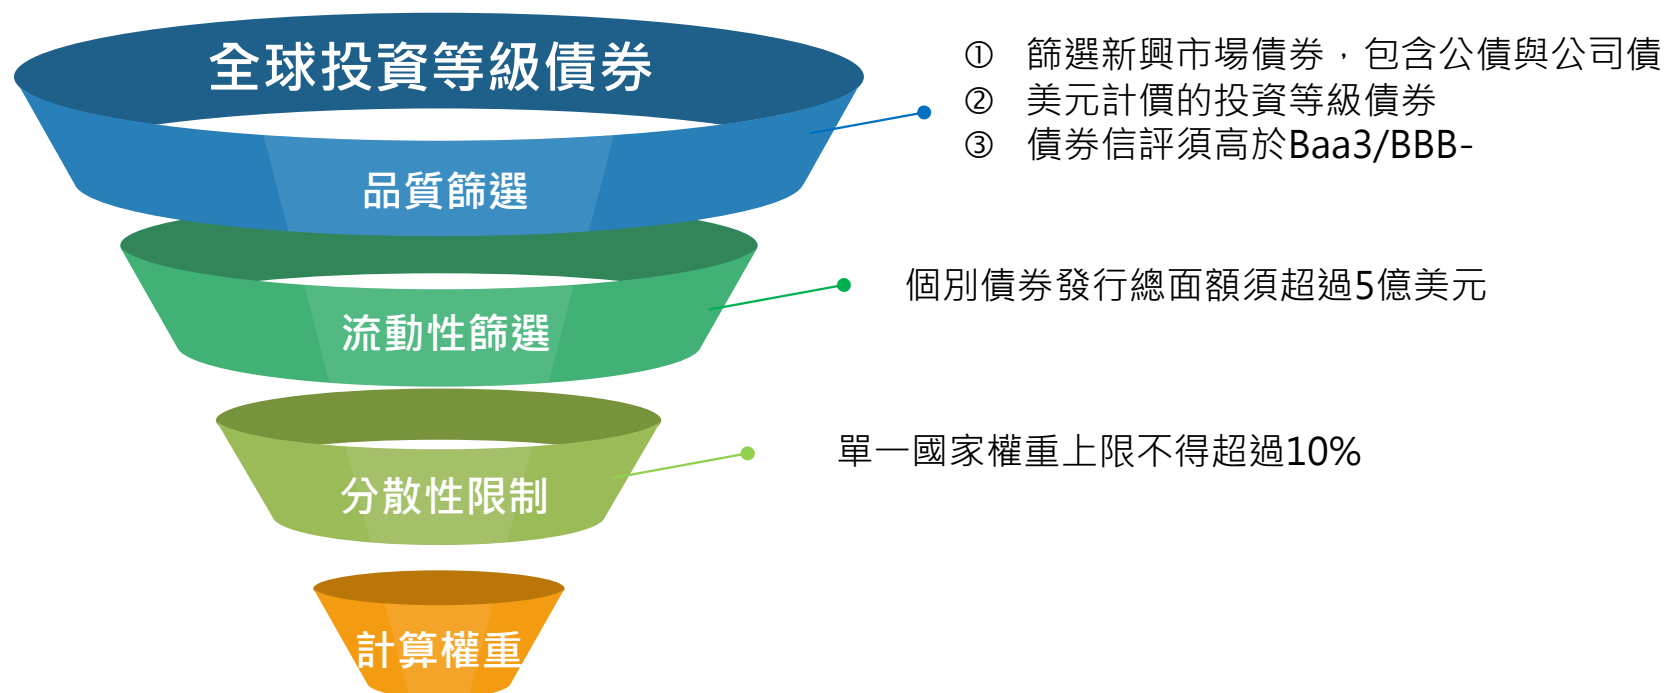 全球投資等級債券
① 篩選新興市場債券，包含公債與公司債
② 美元計價的投資等級債券
③ 債券信評須高於Baa3/BBB-
品質篩選
個別債券發行總面額須超過5億美元
流動性篩選
單一國家權重上限不得超過10%
分散性限制
計算權重